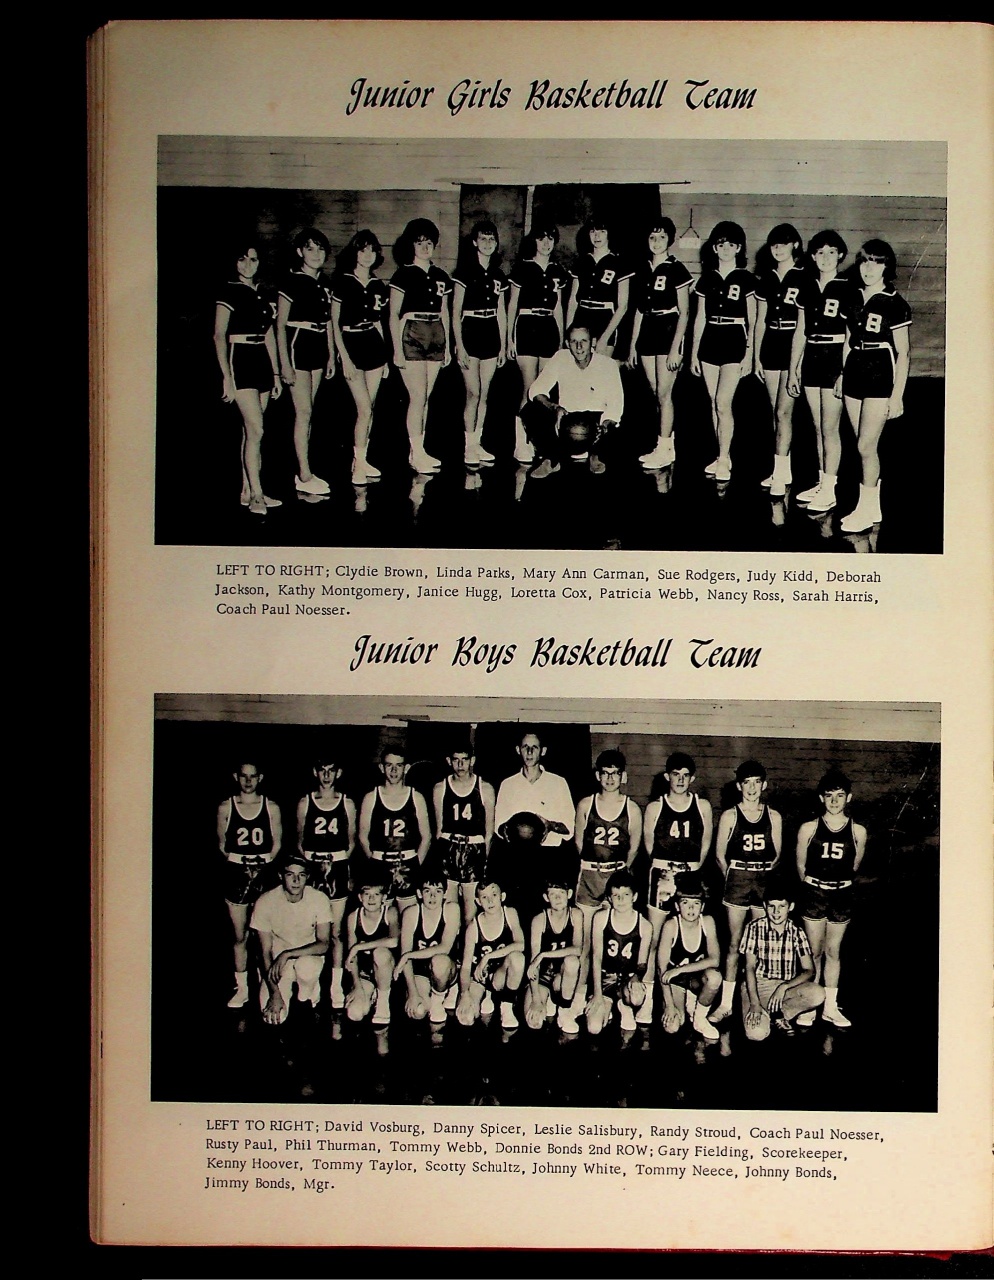 Junior Girls Basketball Team
B
B
B
B
B
B
B
LEFT TO RIGHT; Clydie Brown, Linda Parks, Mary Ann Carman, Sue Rodgers, Judy Kidd, Deborah
Jackson, Kathy Montgomery, Janice Hugg, Loretta Cox, Patricia Webb, Nancy Ross, Sarah Harris,
Coach Paul Noesser.
Junior Boys Basketball Team
20 24 12 14 22 41 35 15
34
LEFT TO RIGHT; David Vosburg, Danny Spicer, Leslie Salisbury, Randy Stroud, Coach Paul Noesser,
Rusty Paul, Phil Thurman, Tommy Webb, Donnie Bonds 2nd ROW; Gary Fielding, Scorekeeper,
Kenny Hoover, Tommy Taylor, Scotty Schultz, Johnny White, Tommy Neece, Johnny Bonds,
Jimmy Bonds, Mgr.